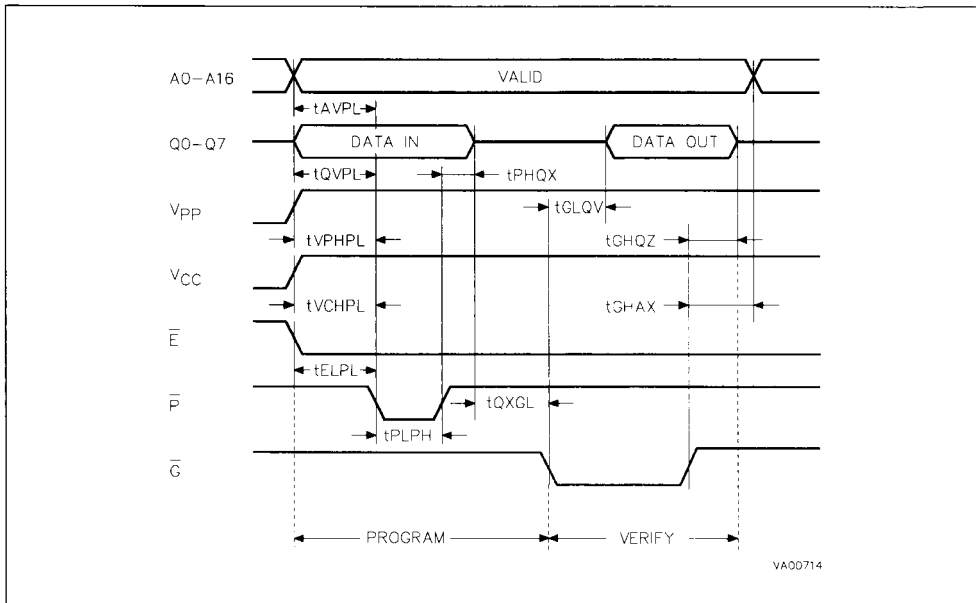 A0-A16
VALID
tAVPL
Q0-Q7
DATA IN
DATA OUT
tQVPL
tPHQX
VPP
tGLQV
tVPHPL
tGHQZ
VCC
tVCHPL
tGHAX
E̅
tELPL
P̅
tQXGL
tPLPH
G̅
PROGRAM
VERIFY
VA00714